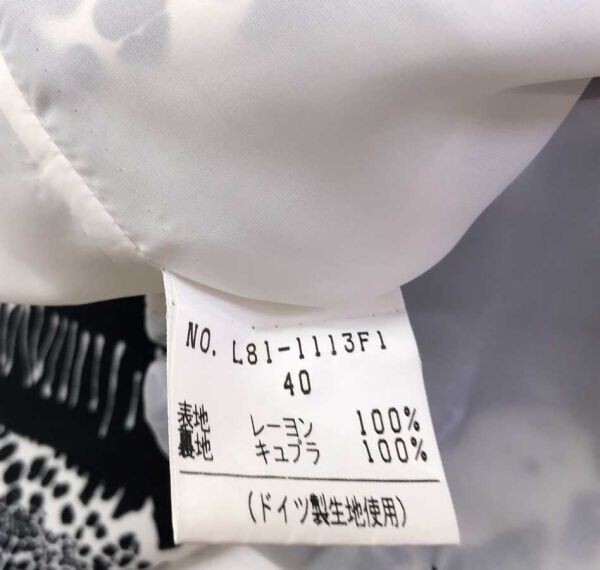 NO. L81-1113F1
40
表地 レーヨン 100%
裏地 キュプラ 100%
(ドイツ製生地使用)